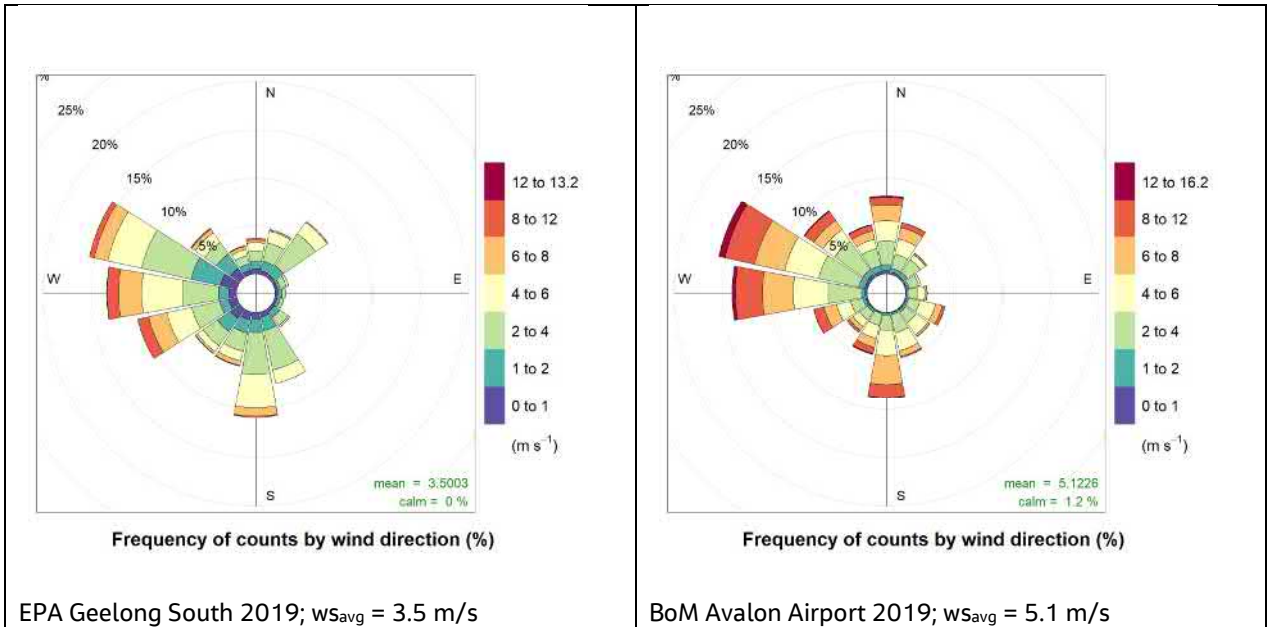 %
25%
20%
15%
10%
5%
N
E
S
W
12 to 13.2
8 to 12
6 to 8
4 to 6
2 to 4
1 to 2
0 to 1
(m s⁻¹)
mean = 3.5003
calm = 0 %
Frequency of counts by wind direction (%)
EPA Geelong South 2019; wsavg = 3.5 m/s
%
25%
20%
15%
10%
5%
N
E
S
W
12 to 16.2
8 to 12
6 to 8
4 to 6
2 to 4
1 to 2
0 to 1
(m s⁻¹)
mean = 5.1226
calm = 1.2 %
Frequency of counts by wind direction (%)
BoM Avalon Airport 2019; wsavg = 5.1 m/s